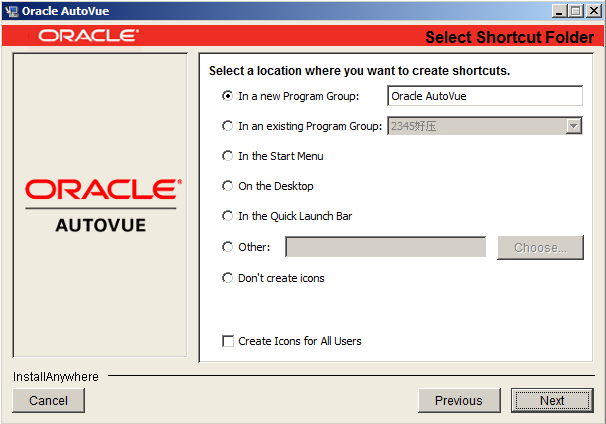 Oracle AutoVue
ORACLE®
Select Shortcut Folder
Select a location where you want to create shortcuts.
In a new Program Group: Oracle AutoVue
In an existing Program Group: 2345好压
In the Start Menu
On the Desktop
In the Quick Launch Bar
Other: Choose...
Don't create icons
Create Icons for All Users
ORACLE®
AUTOVUE
InstallAnywhere
Cancel Previous Next